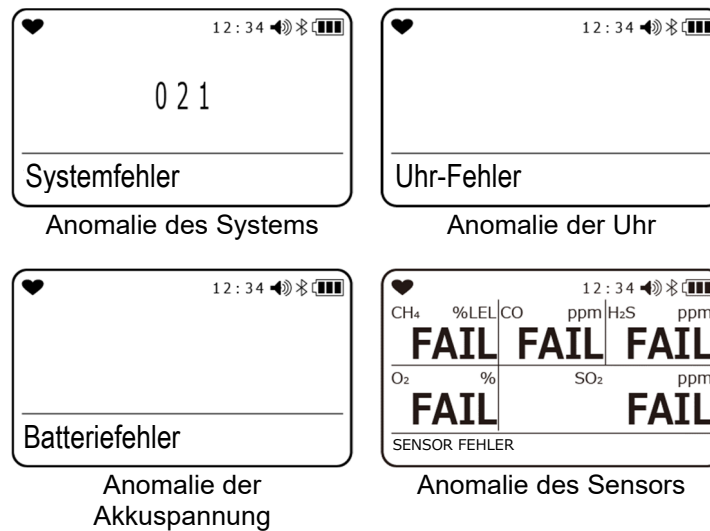 12:34
021
Systemfehler
Anomalie des Systems
12:34
Uhr-Fehler
Anomalie der Uhr
12:34
Batteriefehler
Anomalie der
Akkuspannung
12:34
CH₄ %LEL CO ppm H₂S ppm
FAIL FAIL FAIL
O₂ % SO₂ ppm
FAIL FAIL
SENSOR FEHLER
Anomalie des Sensors